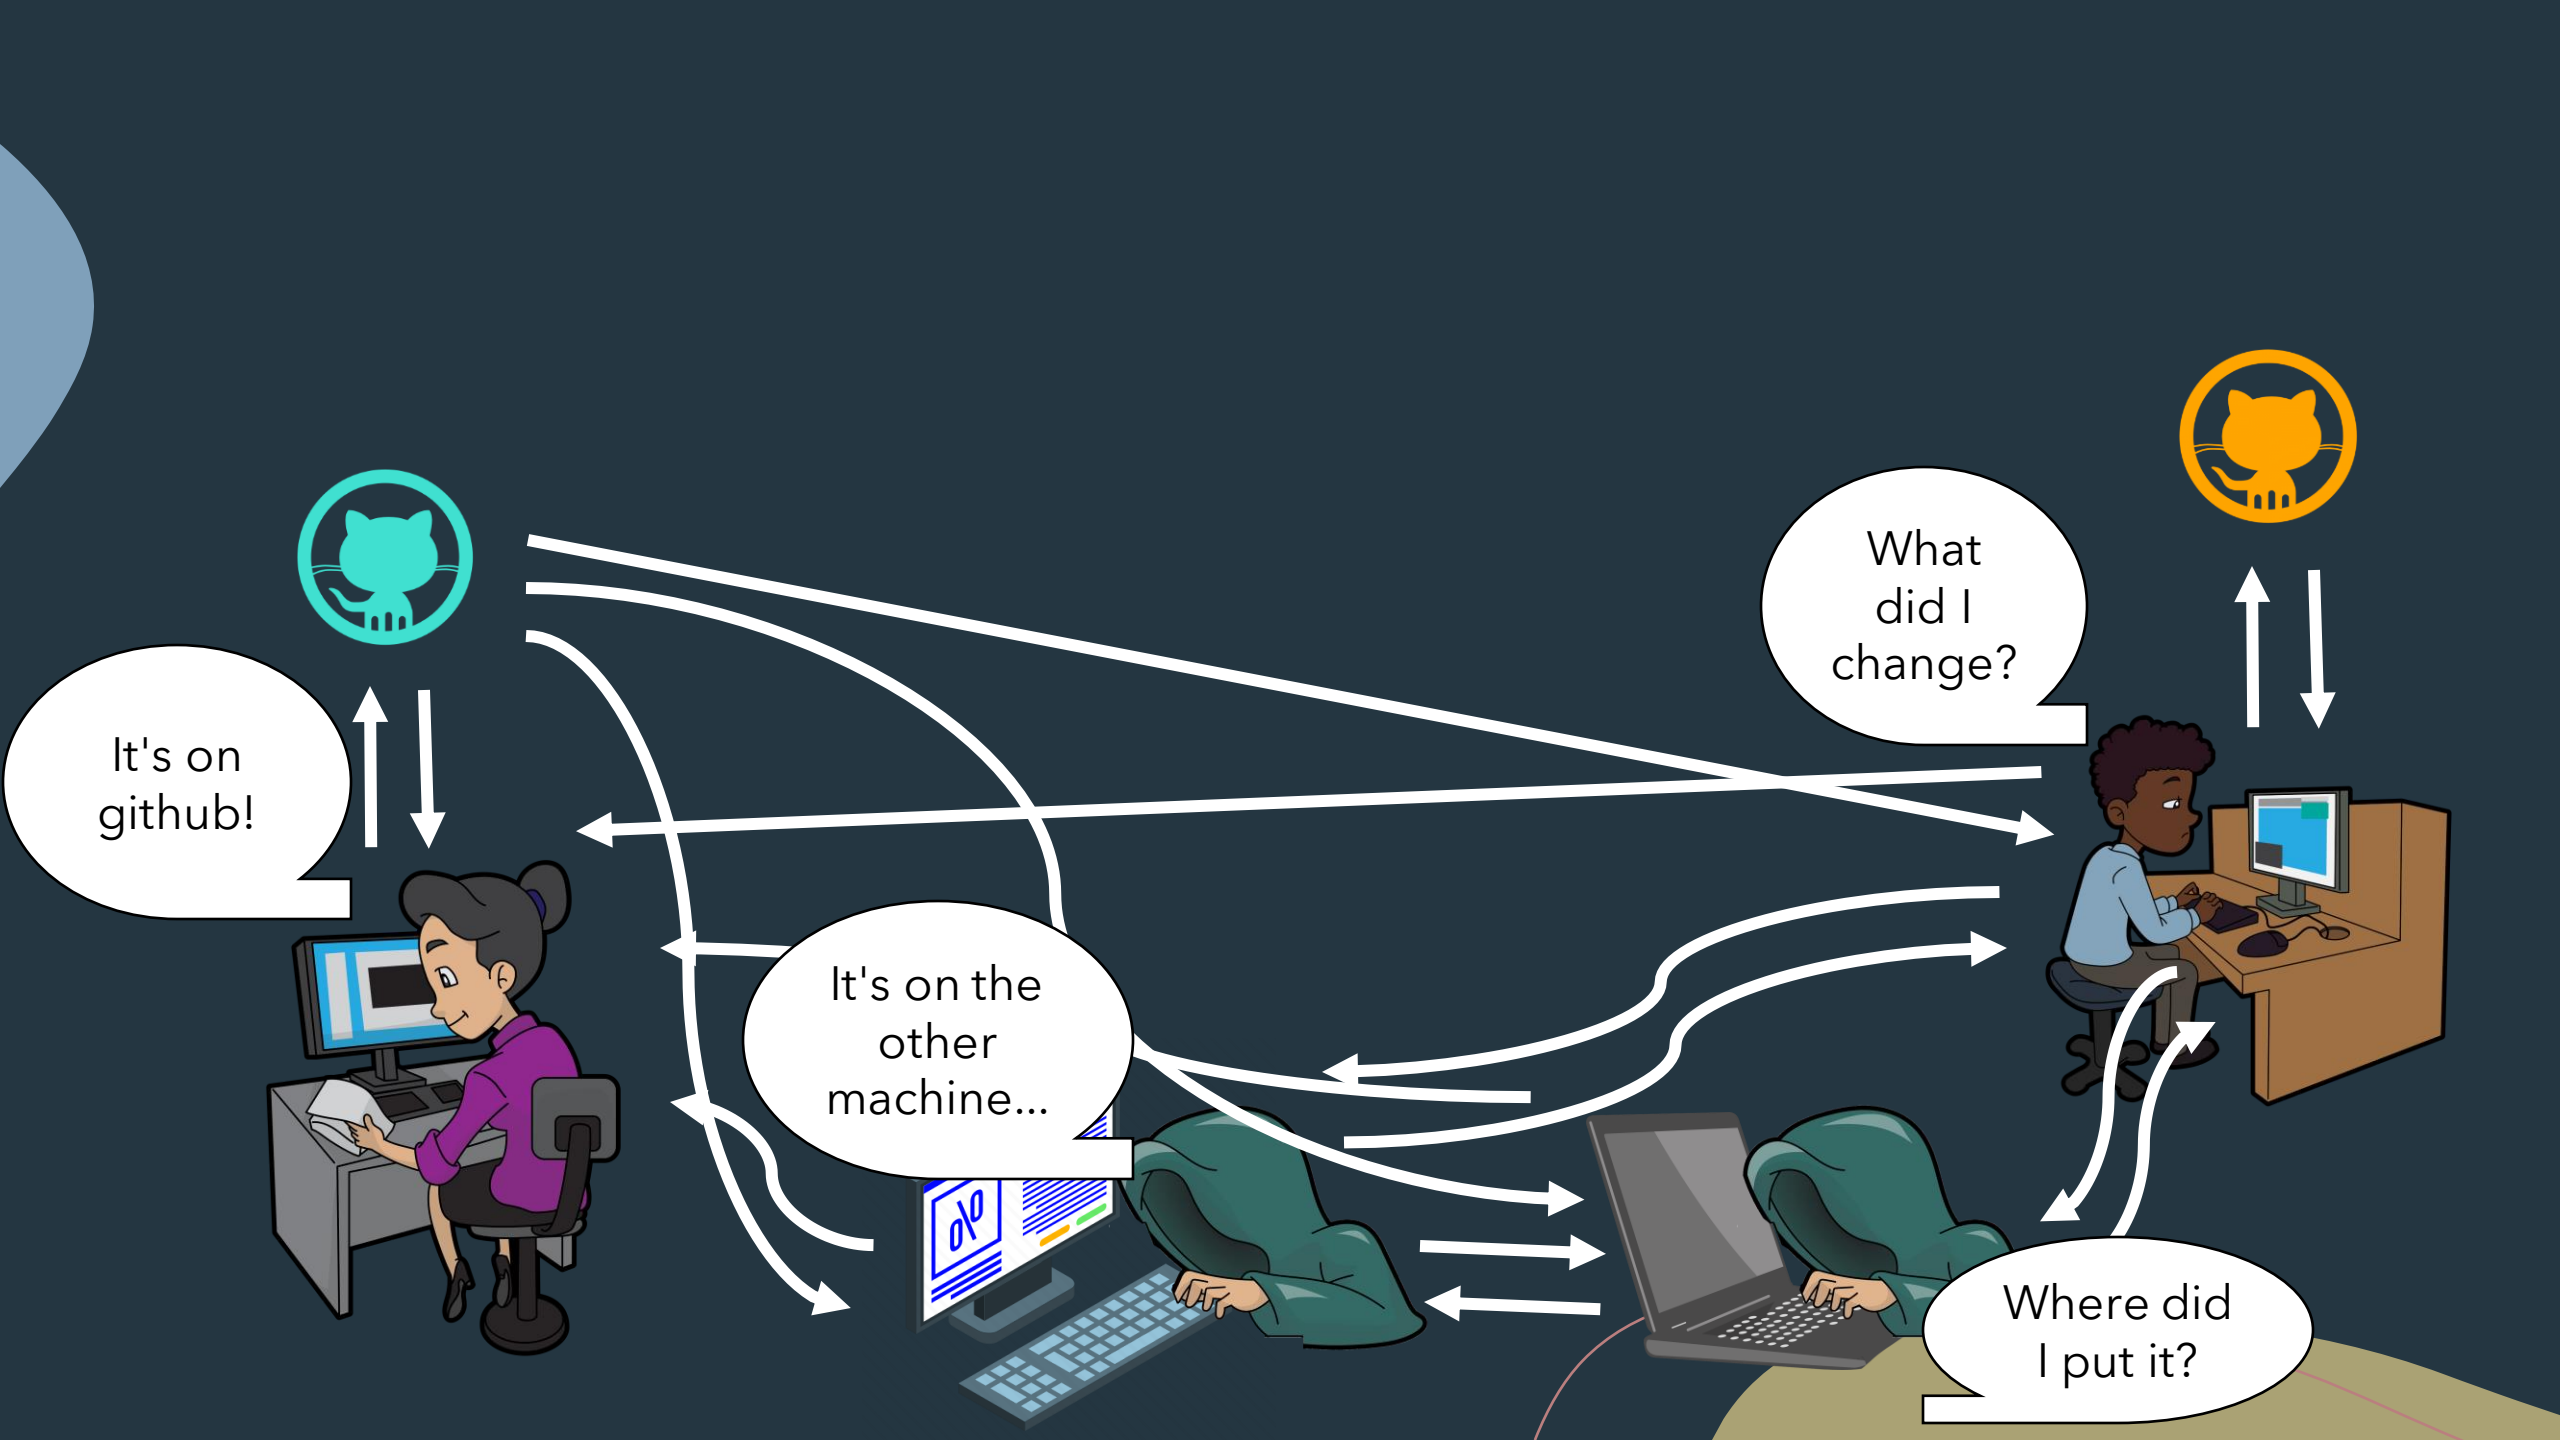 What
did I
change?
It's on
github!
It's on the
other
machine...
Where did
I put it?